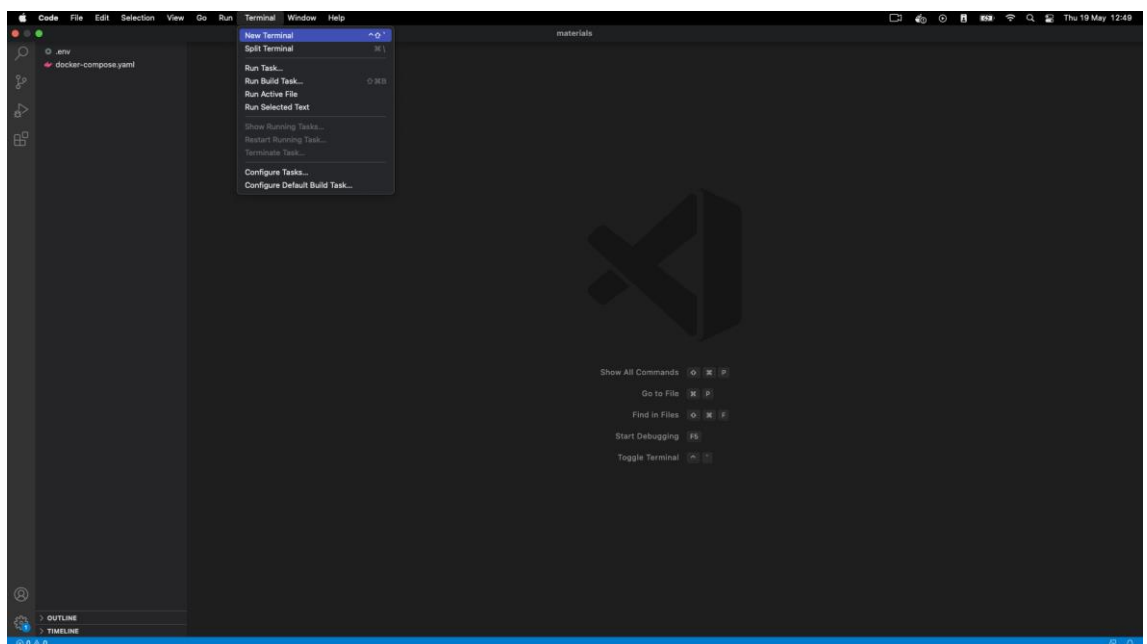 Code File Edit Selection View Go Run Terminal Window Help Thu 19 May 12:49
materials
.env
docker-compose.yaml
New Terminal ^⇧`
Split Terminal ⌘\
Run Task...
Run Build Task... ⇧⌘B
Run Active File
Run Selected Text
Show Running Tasks...
Restart Running Task...
Terminate Task...
Configure Tasks...
Configure Default Build Task...
Show All Commands ⇧ ⌘ P
Go to File ⌘ P
Find in Files ⇧ ⌘ F
Start Debugging F5
Toggle Terminal ^ `
OUTLINE
TIMELINE
0 0